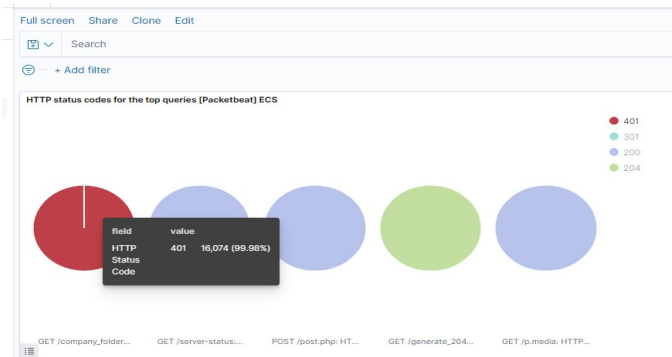 Full screen Share Clone Edit
Search
+ Add filter
HTTP status codes for the top queries [Packetbeat] ECS
401
301
200
204
field value
HTTP Status Code 401 16,074 (99.98%)
GET /company_folder... GET /server-status:... POST /post.php: HT... GET /generate_204... GET /p.media: HTTP...